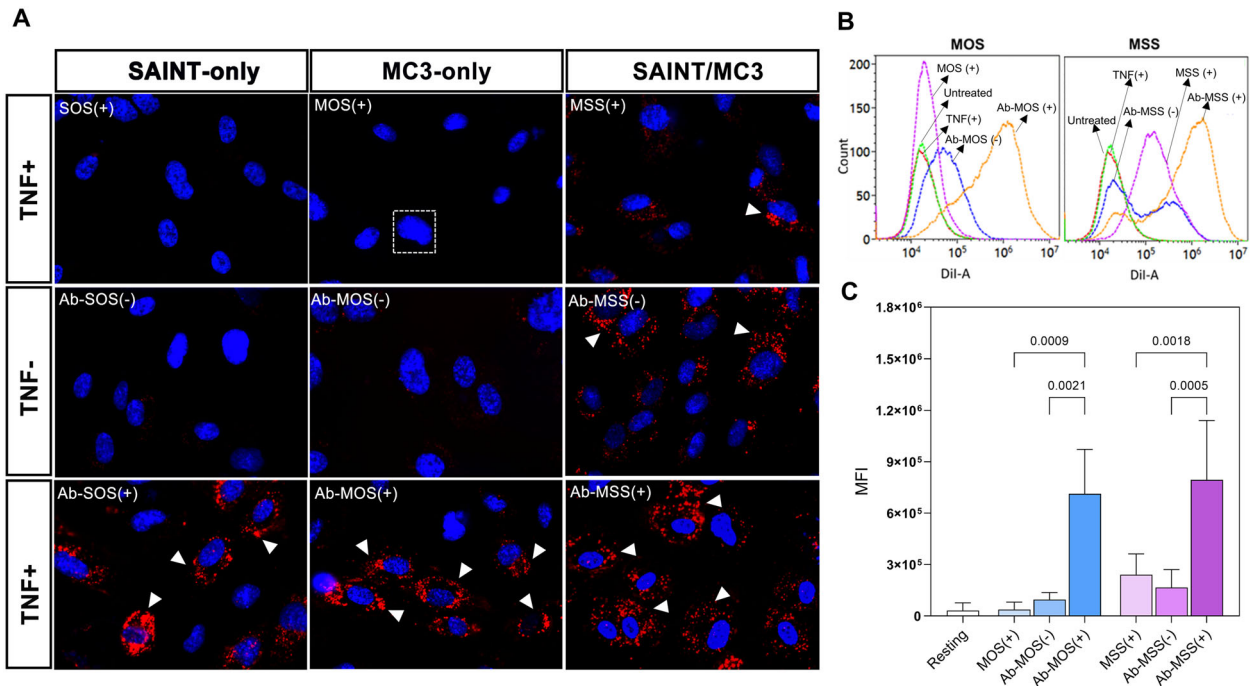 A
SAINT-only
MC3-only
SAINT/MC3
TNF+
SOS(+)
MOS(+)
MSS(+)
TNF-
Ab-SOS(-)
Ab-MOS(-)
Ab-MSS(-)
TNF+
Ab-SOS(+)
Ab-MOS(+)
Ab-MSS(+)
B
MOS
MSS
Count
200
150
100
50
0
MOS (+)
Untreated
TNF(+)
Ab-MOS (-)
Ab-MOS (+)
10⁴
10⁵
10⁶
10⁷
DiI-A
TNF(+)
MSS (+)
Untreated
Ab-MSS (-)
Ab-MSS (+)
10⁴
10⁵
10⁶
10⁷
DiI-A
C
MFI
1.8×10⁶
1.5×10⁶
1.2×10⁶
9×10⁵
6×10⁵
3×10⁵
0
0.0009
0.0021
0.0018
0.0005
Resting
MOS(+)
Ab-MOS(-)
Ab-MOS(+)
MSS(+)
Ab-MSS(-)
Ab-MSS(+)